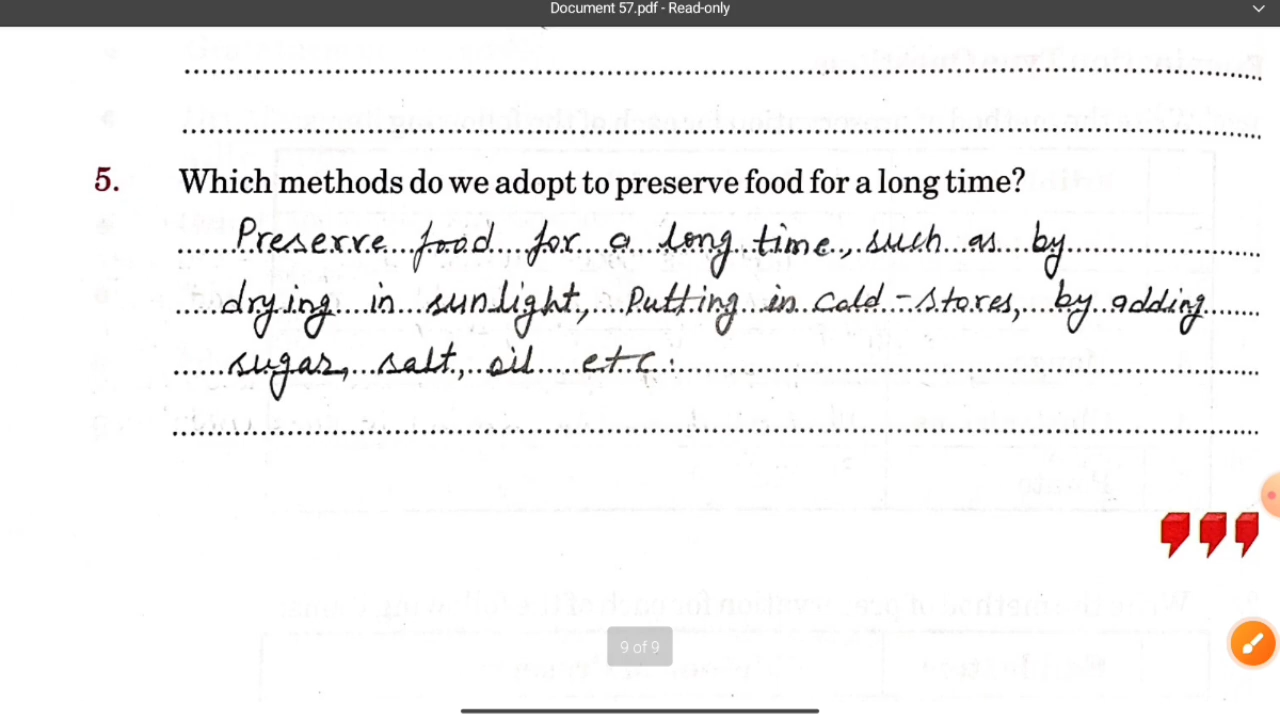 Document 57.pdf - Read-only
5. Which methods do we adopt to preserve food for a long time?
Preserve food for a long time, such as by
drying in sunlight, Putting in cold-stores, by adding
sugar, salt, oil etc.
9 of 9